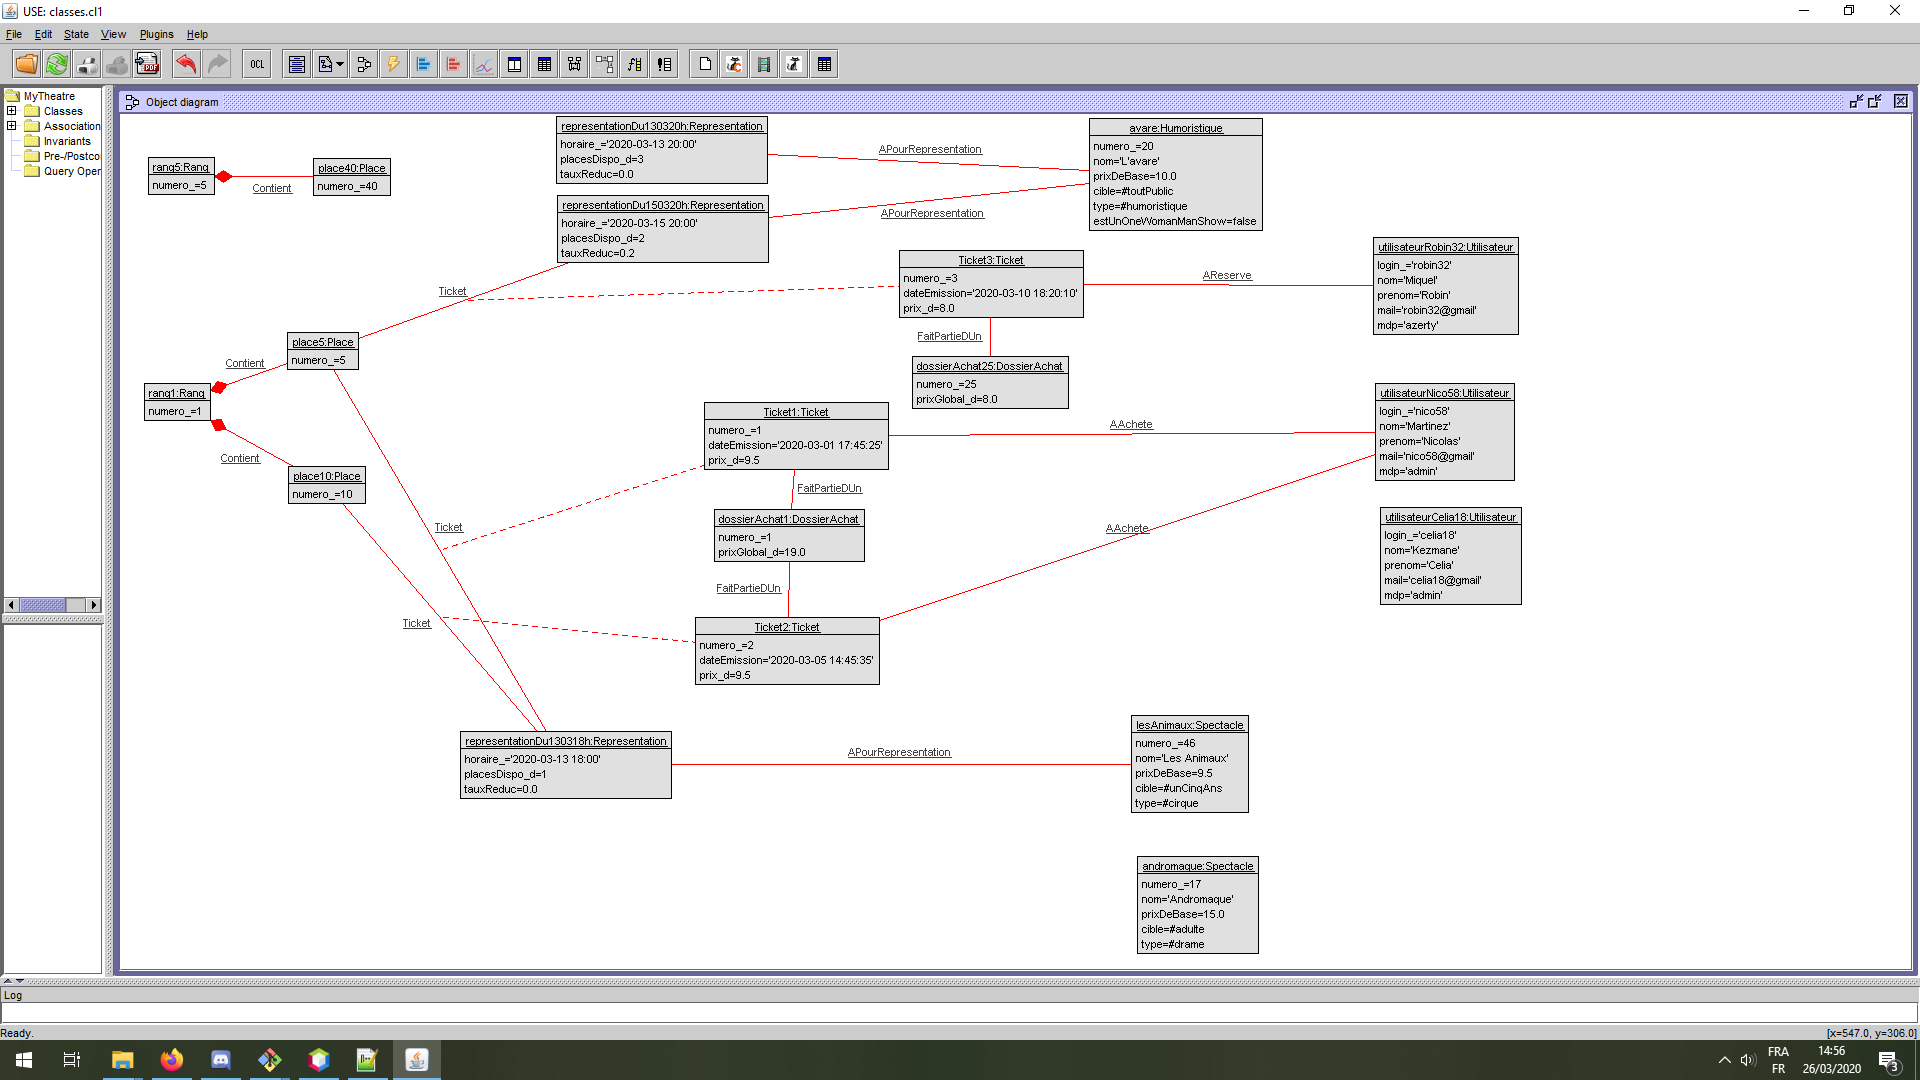 USE: classes.cl1
File Edit State View Plugins Help
OCL
MyTheatre
Classes
Association
Invariants
Pre-/Postco
Query Oper
Object diagram
rang5:Rang
numero_=5
Contient
place40:Place
numero_=40
representationDu130320h:Representation
horaire_='2020-03-13 20:00'
placesDispo_d=3
tauxReduc=0.0
APourRepresentation
avare:Humoristique
numero_=20
nom='L'avare'
prixDeBase=10.0
cible=#toutPublic
type=#humoristique
estUnOneWomanManShow=false
representationDu150320h:Representation
horaire_='2020-03-15 20:00'
placesDispo_d=2
tauxReduc=0.2
APourRepresentation
Ticket
Ticket3:Ticket
numero_=3
dateEmission='2020-03-10 18:20:10'
prix_d=8.0
AReserve
utilisateurRobin32:Utilisateur
login_='robin32'
nom='Miquel'
prenom='Robin'
mail='robin32@gmail'
mdp='azerty'
FaitPartieDUn
dossierAchat25:DossierAchat
numero_=25
prixGlobal_d=8.0
place5:Place
numero_=5
Contient
rang1:Rang
numero_=1
Contient
place10:Place
numero_=10
Ticket1:Ticket
numero_=1
dateEmission='2020-03-01 17:45:25'
prix_d=9.5
AAchete
utilisateurNico58:Utilisateur
login_='nico58'
nom='Martinez'
prenom='Nicolas'
mail='nico58@gmail'
mdp='admin'
FaitPartieDUn
Ticket
dossierAchat1:DossierAchat
numero_=1
prixGlobal_d=19.0
AAchete
utilisateurCelia18:Utilisateur
login_='celia18'
nom='Kezmane'
prenom='Celia'
mail='celia18@gmail'
mdp='admin'
FaitPartieDUn
Ticket
Ticket2:Ticket
numero_=2
dateEmission='2020-03-05 14:45:35'
prix_d=9.5
representationDu130318h:Representation
horaire_='2020-03-13 18:00'
placesDispo_d=1
tauxReduc=0.0
APourRepresentation
lesAnimaux:Spectacle
numero_=46
nom='Les Animaux'
prixDeBase=9.5
cible=#unCinqAns
type=#cirque
andromaque:Spectacle
numero_=17
nom='Andromaque'
prixDeBase=15.0
cible=#adulte
type=#drame
Log
Ready.
[x=547.0, y=306.0]
FRA
FR
14:56
26/03/2020
3